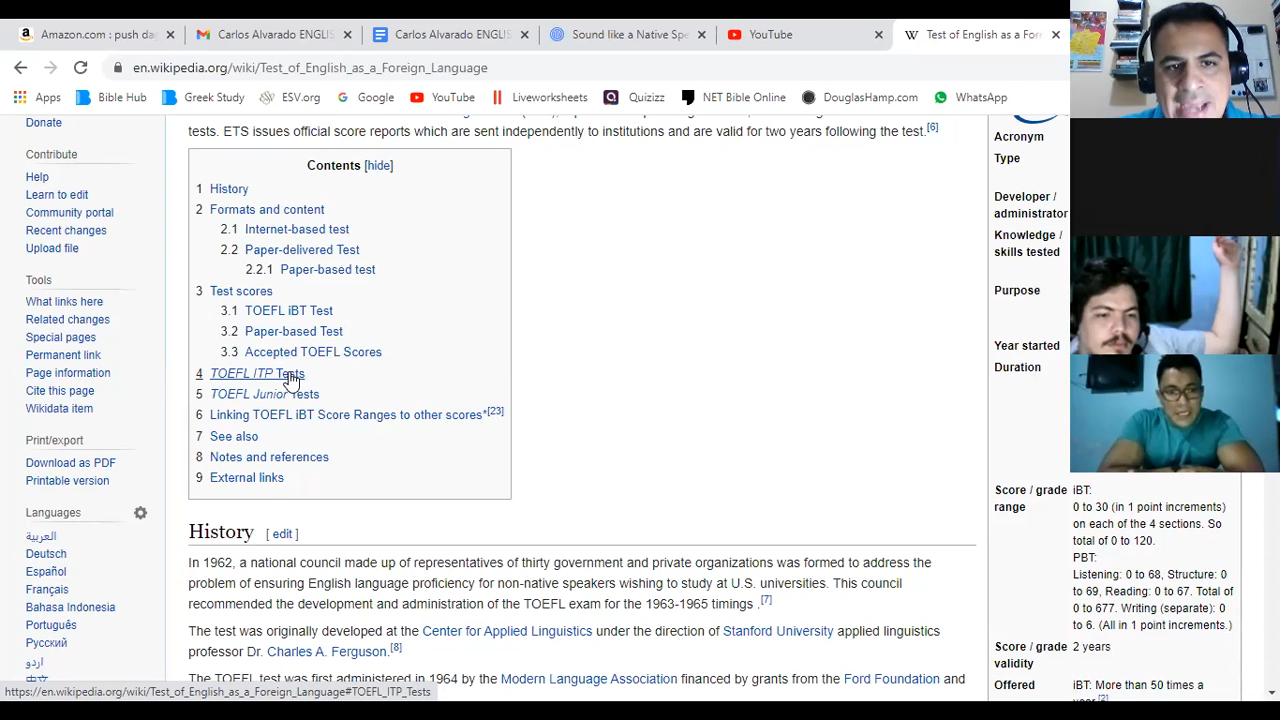 Amazon.com : push da
Carlos Alvarado ENGLIS
Carlos Alvarado ENGLIS
Sound like a Native Spe
YouTube
Test of English as a For
en.wikipedia.org/wiki/Test_of_English_as_a_Foreign_Language
Apps
Bible Hub
Greek Study
ESV.org
Google
YouTube
Liveworksheets
Quizizz
NET Bible Online
DouglasHamp.com
WhatsApp
Donate
Contribute
Help
Learn to edit
Community portal
Recent changes
Upload file
Tools
What links here
Related changes
Special pages
Permanent link
Page information
Cite this page
Wikidata item
Print/export
Download as PDF
Printable version
Languages
العربية
Deutsch
Español
Français
Bahasa Indonesia
Português
Русский
اردو
中文
tests. ETS issues official score reports which are sent independently to institutions and are valid for two years following the test.[6]
Contents [hide]
1 History
2 Formats and content
2.1 Internet-based test
2.2 Paper-delivered Test
2.2.1 Paper-based test
3 Test scores
3.1 TOEFL iBT Test
3.2 Paper-based Test
3.3 Accepted TOEFL Scores
4 TOEFL ITP Tests
5 TOEFL Junior Tests
6 Linking TOEFL iBT Score Ranges to other scores*[23]
7 See also
8 Notes and references
9 External links
History [ edit ]
In 1962, a national council made up of representatives of thirty government and private organizations was formed to address the
problem of ensuring English language proficiency for non-native speakers wishing to study at U.S. universities. This council
recommended the development and administration of the TOEFL exam for the 1963-1965 timings .[7]
The test was originally developed at the Center for Applied Linguistics under the direction of Stanford University applied linguistics
professor Dr. Charles A. Ferguson.[8]
The TOEFL test was first administered in 1964 by the Modern Language Association financed by grants from the Ford Foundation and
Acronym
Type
Developer /
administrator
Knowledge /
skills tested
Purpose
Year started
Duration
Score / grade
range
iBT:
0 to 30 (in 1 point increments)
on each of the 4 sections. So
total of 0 to 120.
PBT:
Listening: 0 to 68, Structure: 0
to 69, Reading: 0 to 67. Total of
0 to 677. Writing (separate): 0
to 6. (All in 1 point increments.)
Score / grade
validity
2 years
Offered
iBT: More than 50 times a
year.[2]
https://en.wikipedia.org/wiki/Test_of_English_as_a_Foreign_Language#TOEFL_ITP_Tests